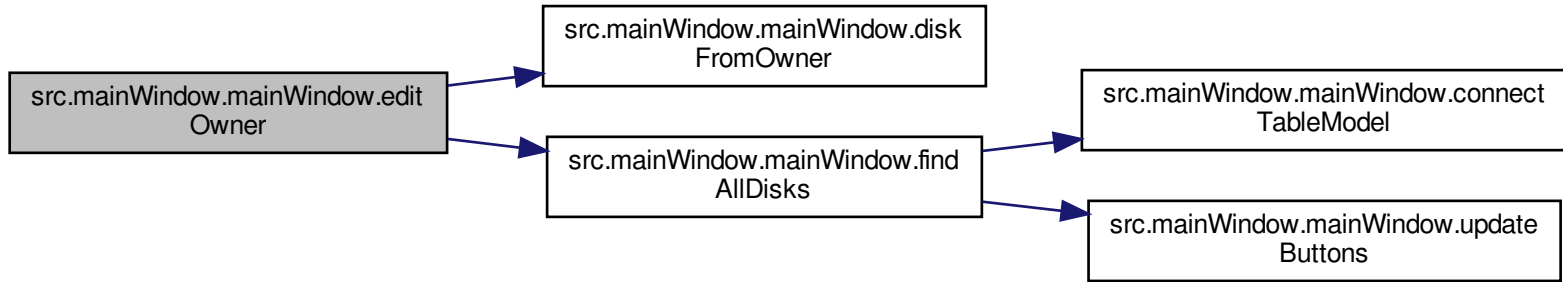 src.mainWindow.mainWindow.edit
Owner
src.mainWindow.mainWindow.disk
FromOwner
src.mainWindow.mainWindow.find
AllDisks
src.mainWindow.mainWindow.connect
TableModel
src.mainWindow.mainWindow.update
Buttons